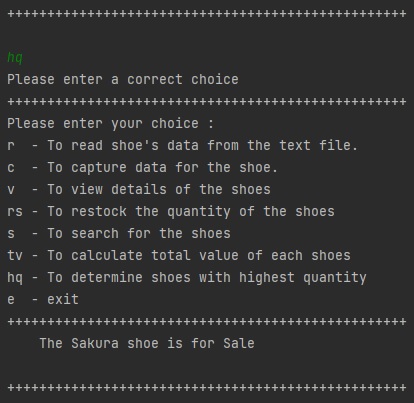 ++++++++++++++++++++++++++++++++++++++++++++++++++
hq
Please enter a correct choice
++++++++++++++++++++++++++++++++++++++++++++++++++
Please enter your choice :
r  - To read shoe's data from the text file.
c  - To capture data for the shoe.
v  - To view details of the shoes
rs - To restock the quantity of the shoes
s  - To search for the shoes
tv - To calculate total value of each shoes
hq - To determine shoes with highest quantity
e  - exit
++++++++++++++++++++++++++++++++++++++++++++++++++
The Sakura shoe is for Sale
++++++++++++++++++++++++++++++++++++++++++++++++++